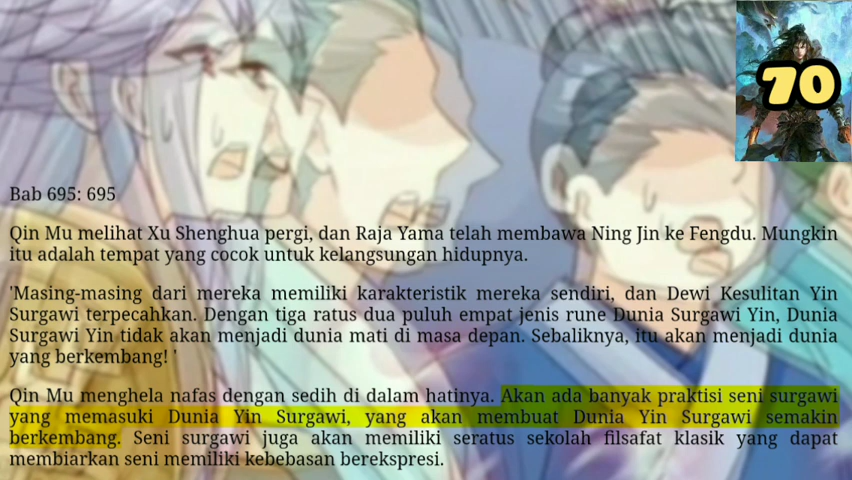 70
Bab 695: 695
Qin Mu melihat Xu Shenghua pergi, dan Raja Yama telah membawa Ning Jin ke Fengdu. Mungkin
itu adalah tempat yang cocok untuk kelangsungan hidupnya.
'Masing-masing dari mereka memiliki karakteristik mereka sendiri, dan Dewi Kesulitan Yin
Surgawi terpecahkan. Dengan tiga ratus dua puluh empat jenis rune Dunia Surgawi Yin, Dunia
Surgawi Yin tidak akan menjadi dunia mati di masa depan. Sebaliknya, itu akan menjadi dunia
yang berkembang! '
Qin Mu menghela nafas dengan sedih di dalam hatinya. Akan ada banyak praktisi seni surgawi
yang memasuki Dunia Yin Surgawi, yang akan membuat Dunia Yin Surgawi semakin
berkembang. Seni surgawi juga akan memiliki seratus sekolah filsafat klasik yang dapat
membiarkan seni memiliki kebebasan berekspresi.